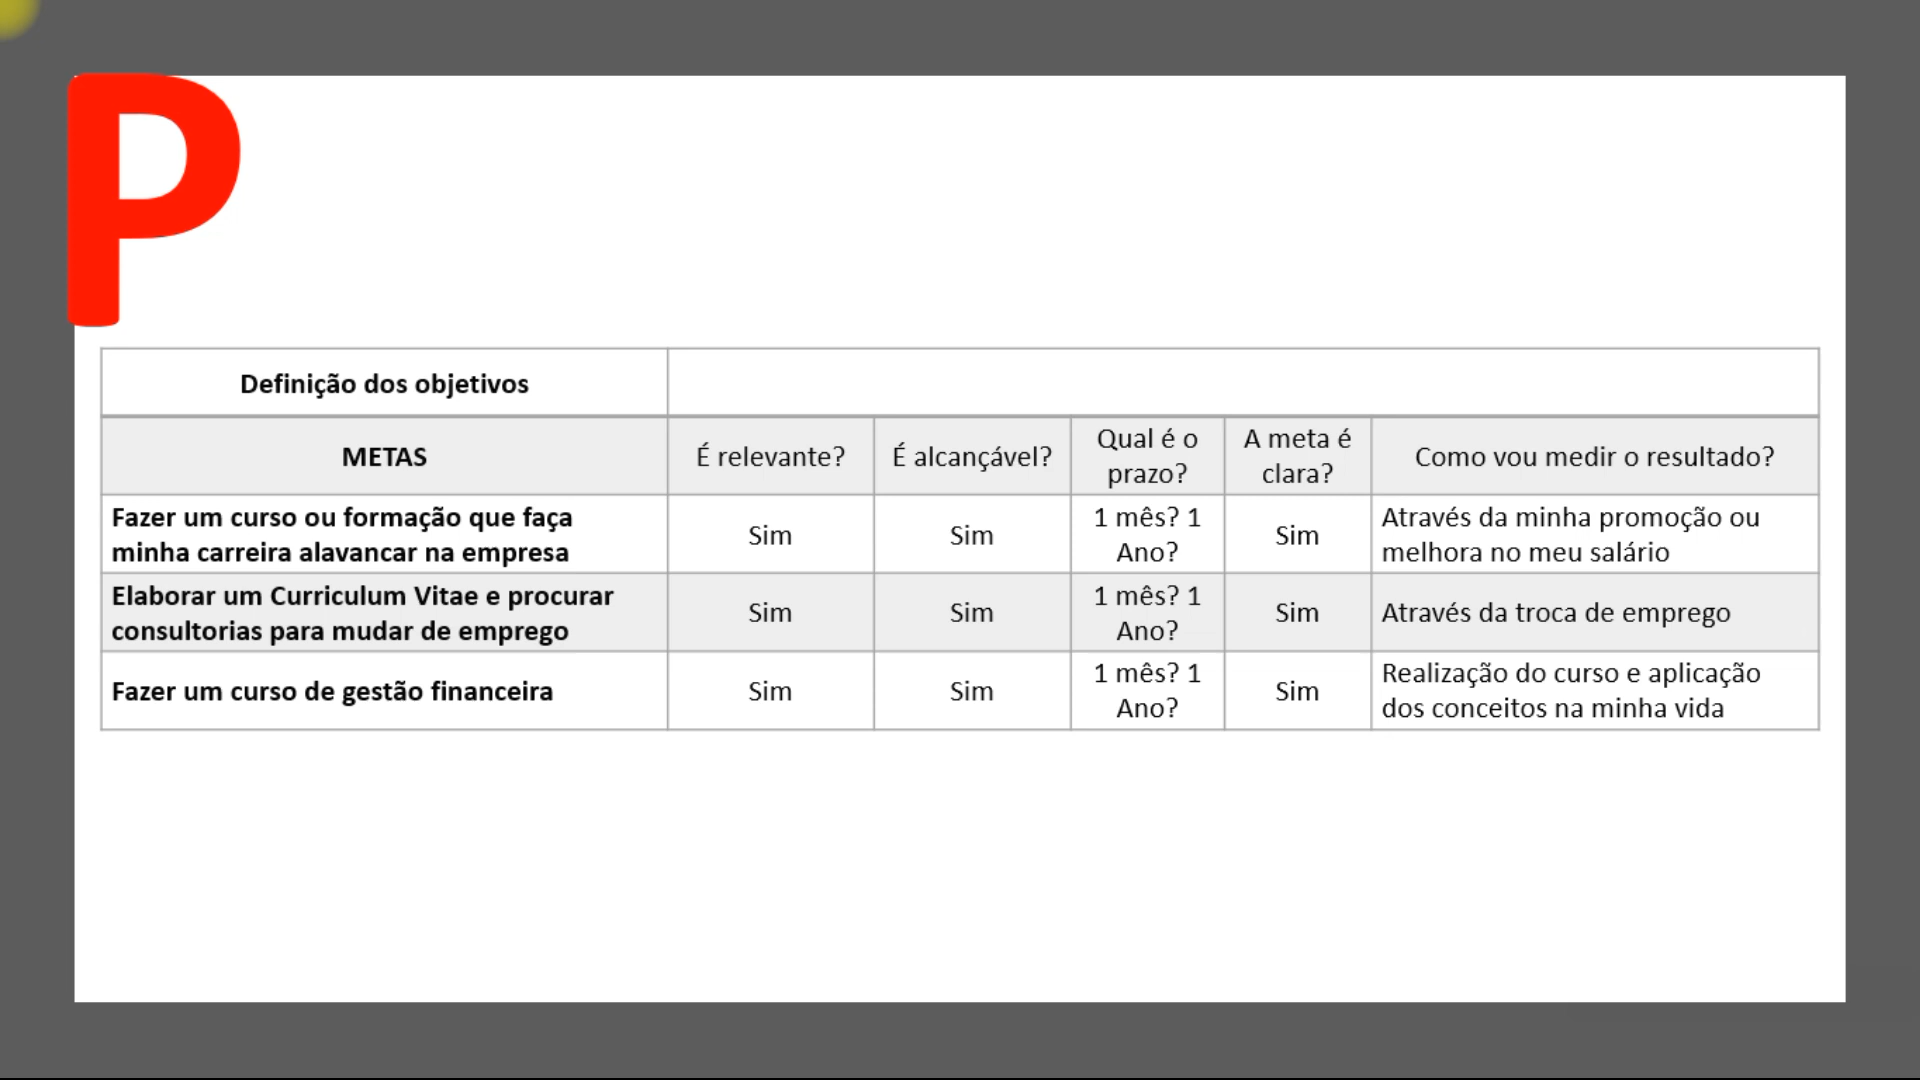 P
Definição dos objetivos
METAS
É relevante?
É alcançável?
Qual é o
prazo?
A meta é
clara?
Como vou medir o resultado?
Fazer um curso ou formação que faça
minha carreira alavancar na empresa
Sim
Sim
1 mês? 1
Ano?
Sim
Através da minha promoção ou
melhora no meu salário
Elaborar um Curriculum Vitae e procurar
consultorias para mudar de emprego
Sim
Sim
1 mês? 1
Ano?
Sim
Através da troca de emprego
Fazer um curso de gestão financeira
Sim
Sim
1 mês? 1
Ano?
Sim
Realização do curso e aplicação
dos conceitos na minha vida